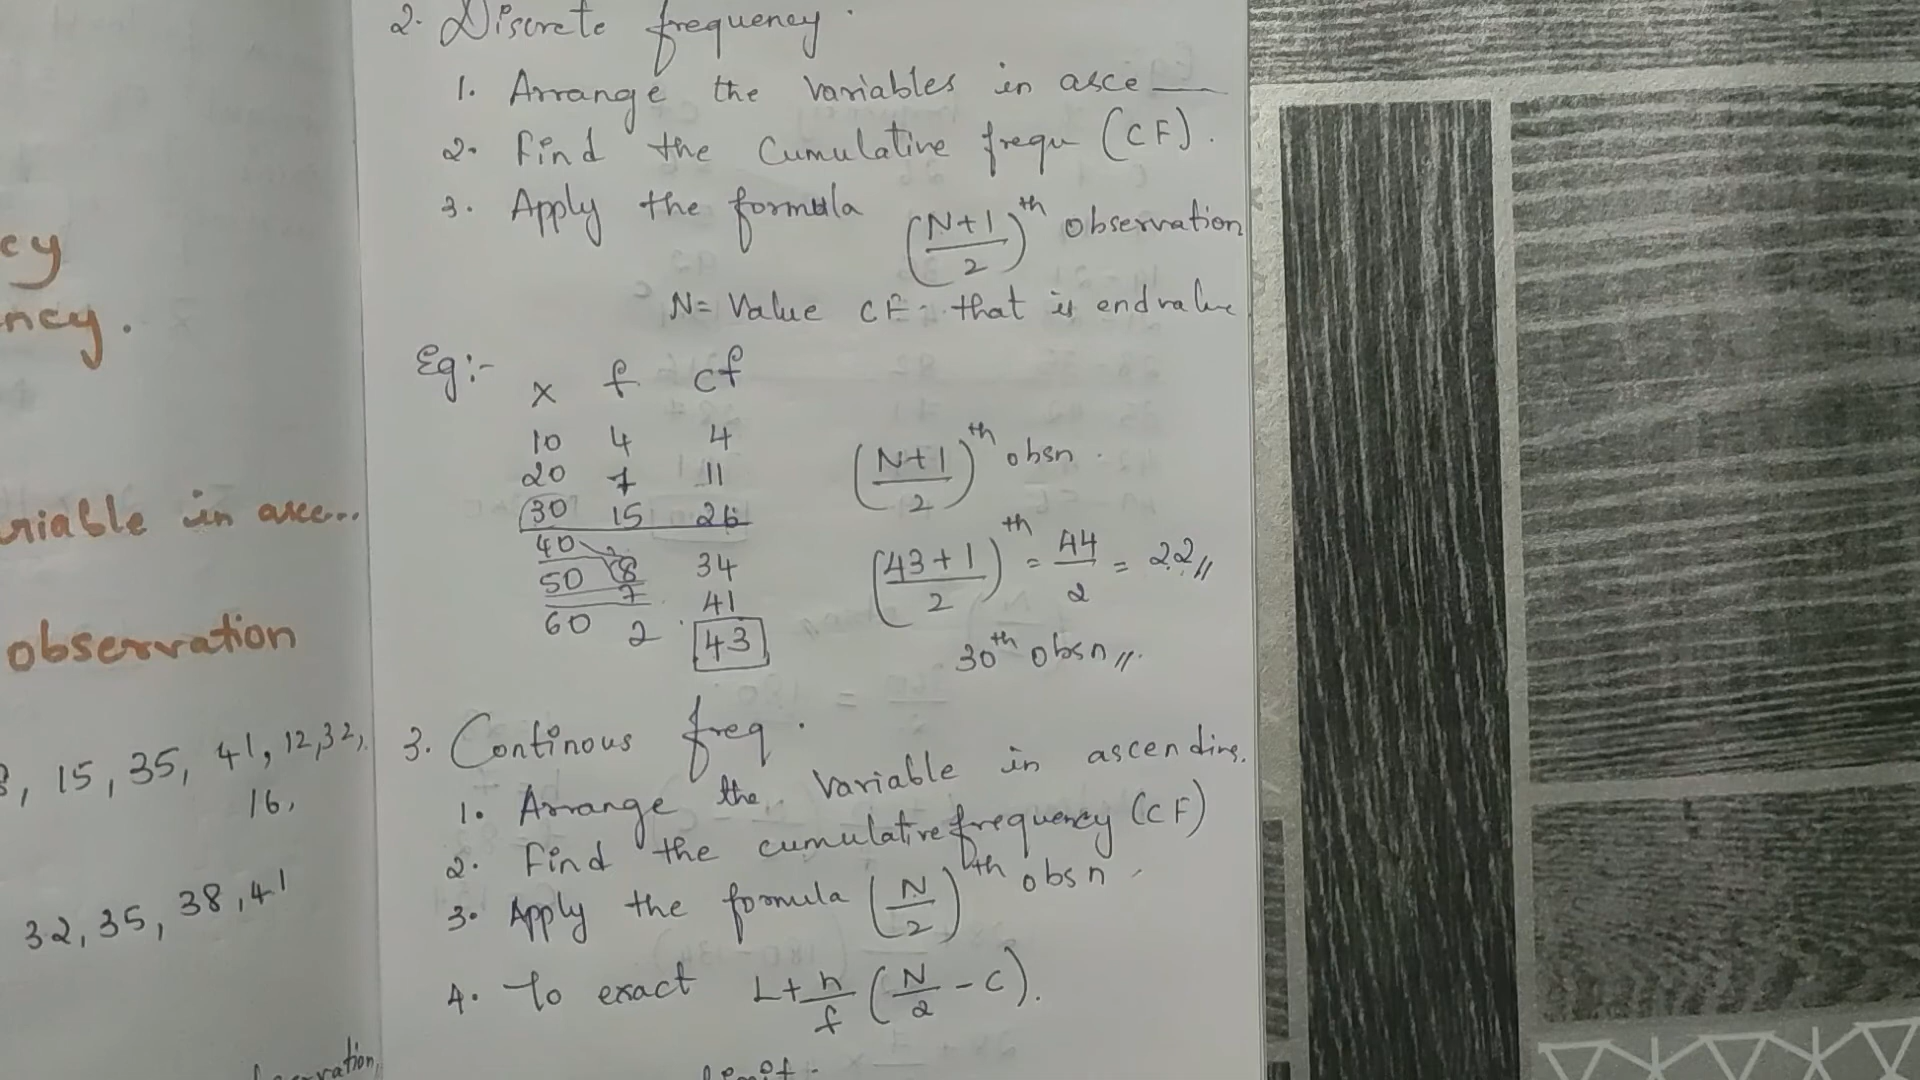 cy
ncy.
riable in asce...
observation
15, 35, 41, 12, 32,
16,
32, 35, 38, 41
2. Discrete frequency.
1. Arrange the variables in asce
2. Find the Cumulative frequ (CF).
3. Apply the formula (N+1/2)th observation
N= Value CF - that is end value
Eg:-
x f cf
10 4 4
20 7 11
30 15 26
40 8 34
50 7 41
60 2 43
(N+1/2)th obsn.
(43+1/2)th = 44/2 = 22//
30th obsn//.
3. Continous freq.
1. Arrange the Variable in ascending.
2. Find the cumulative frequency (CF)
3. Apply the formula (N/2)th obsn.
4. To exact L+h/f (N/2 - c).